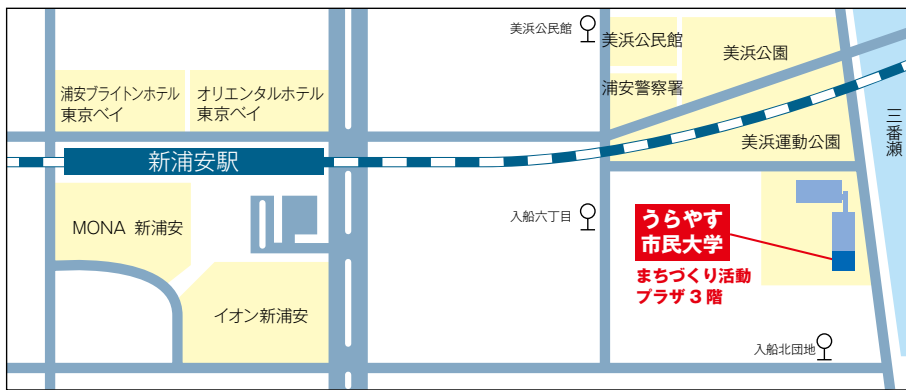 美浜公民館
美浜公民館
美浜公園
浦安ブライトンホテル
東京ベイ
オリエンタルホテル
東京ベイ
浦安警察署
三番瀬
美浜運動公園
新浦安駅
MONA 新浦安
入船六丁目
うらやす
市民大学
まちづくり活動
プラザ3階
イオン新浦安
入船北団地